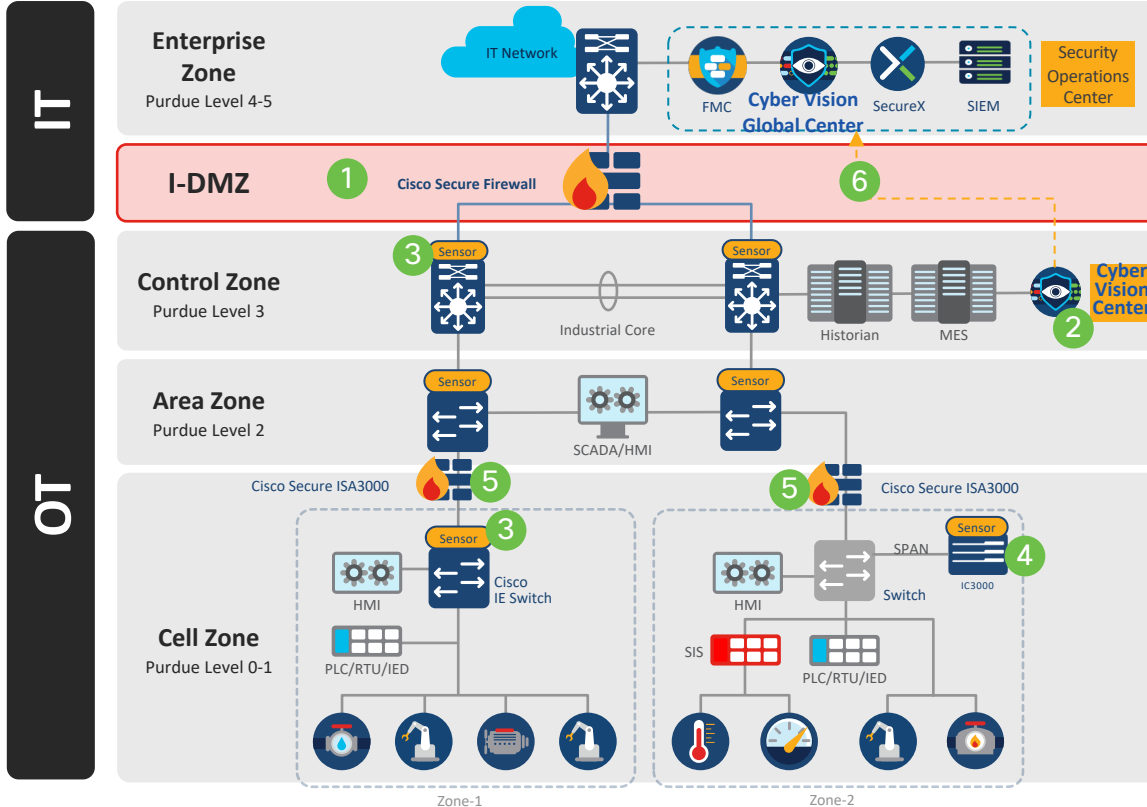 IT
Enterprise
Zone
Purdue Level 4-5
IT Network
FMC
Cyber Vision
Global Center
SecureX
SIEM
Security
Operations
Center
I-DMZ
1
Cisco Secure Firewall
6
OT
Control Zone
Purdue Level 3
3
Sensor
Industrial Core
Sensor
Historian
MES
Cyber
Vision
Center
2
Area Zone
Purdue Level 2
Sensor
SCADA/HMI
Sensor
Cisco Secure ISA3000
5
5
Cisco Secure ISA3000
Cell Zone
Purdue Level 0-1
Sensor
3
HMI
Cisco
IE Switch
PLC/RTU/IED
HMI
Switch
SPAN
Sensor
4
IC3000
SIS
PLC/RTU/IED
Zone-1
Zone-2